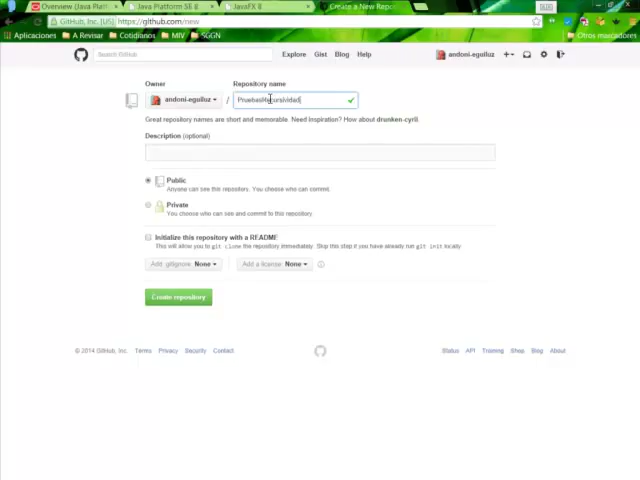 Overview (Java Platform
Java Platform SE 8
JavaFX 8
Create a New Repos
GitHub, Inc. [US]
https://github.com/new
Aplicaciones
A Revisar
Cotidianos
MIV
SGGN
Otros marcadores
Search GitHub
Explore
Gist
Blog
Help
andoni-eguiluz
Owner
Repository name
andoni-eguiluz
/
PruebasRecursividad
Great repository names are short and memorable. Need inspiration? How about drunken-cyril.
Description (optional)
Public
Anyone can see this repository. You choose who can commit.
Private
You choose who can see and commit to this repository.
Initialize this repository with a README
This will allow you to git clone the repository immediately. Skip this step if you have already run git init locally.
Add .gitignore: None
Add a license: None
Create repository
© 2014 GitHub, Inc.
Terms
Privacy
Security
Contact
Status
API
Training
Shop
Blog
About